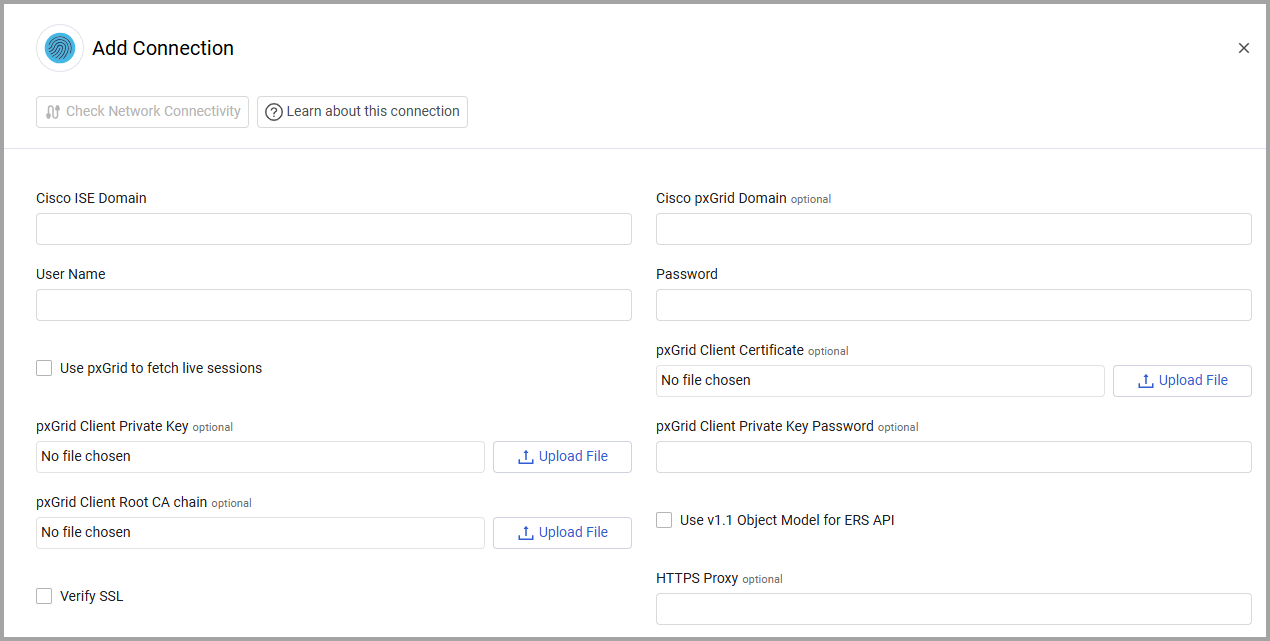 Add Connection
Check Network Connectivity
Learn about this connection
Cisco ISE Domain
Cisco pxGrid Domain optional
User Name
Password
Use pxGrid to fetch live sessions
pxGrid Client Certificate optional
No file chosen
Upload File
pxGrid Client Private Key optional
No file chosen
Upload File
pxGrid Client Private Key Password optional
pxGrid Client Root CA chain optional
No file chosen
Upload File
Use v1.1 Object Model for ERS API
Verify SSL
HTTPS Proxy optional